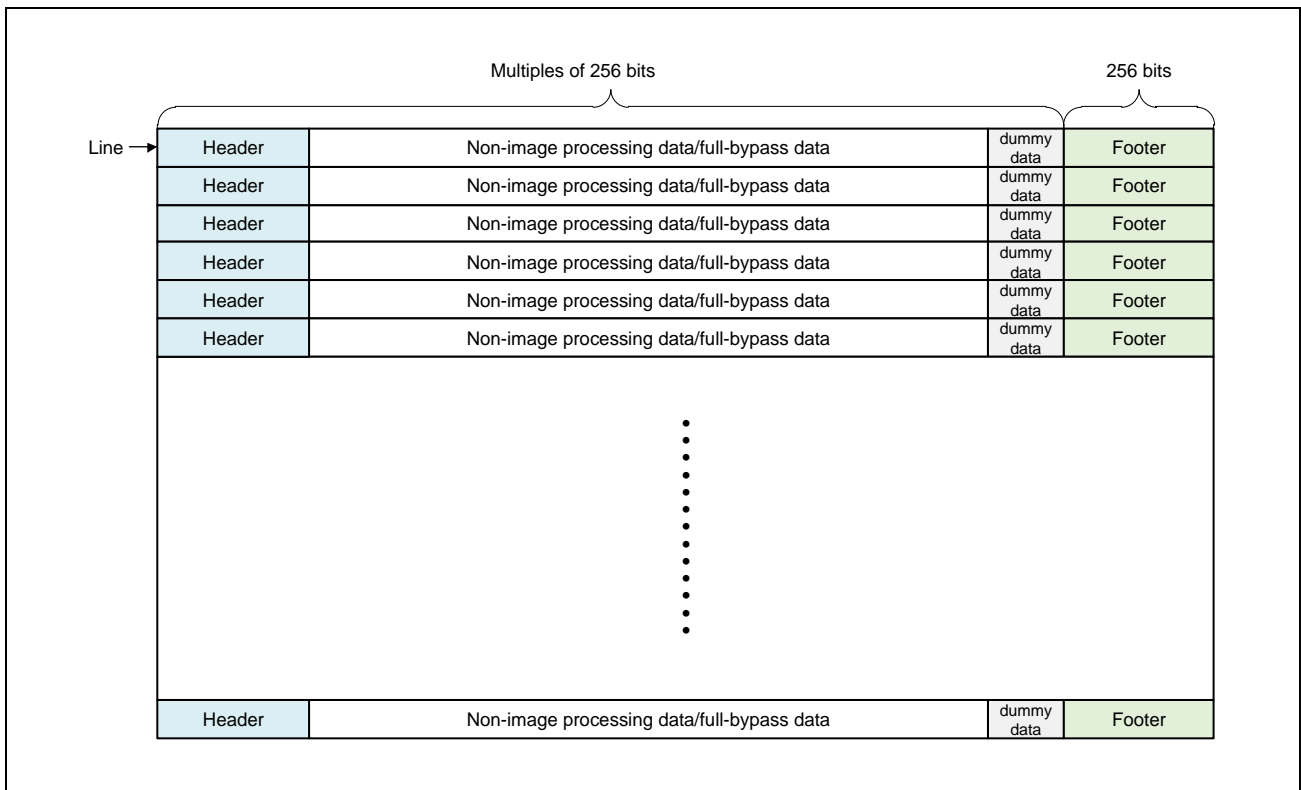 Multiples of 256 bits 256 bits
Line Header Non-image processing data/full-bypass data dummy data Footer
Header Non-image processing data/full-bypass data dummy data Footer
Header Non-image processing data/full-bypass data dummy data Footer
Header Non-image processing data/full-bypass data dummy data Footer
Header Non-image processing data/full-bypass data dummy data Footer
Header Non-image processing data/full-bypass data dummy data Footer
Header Non-image processing data/full-bypass data dummy data Footer